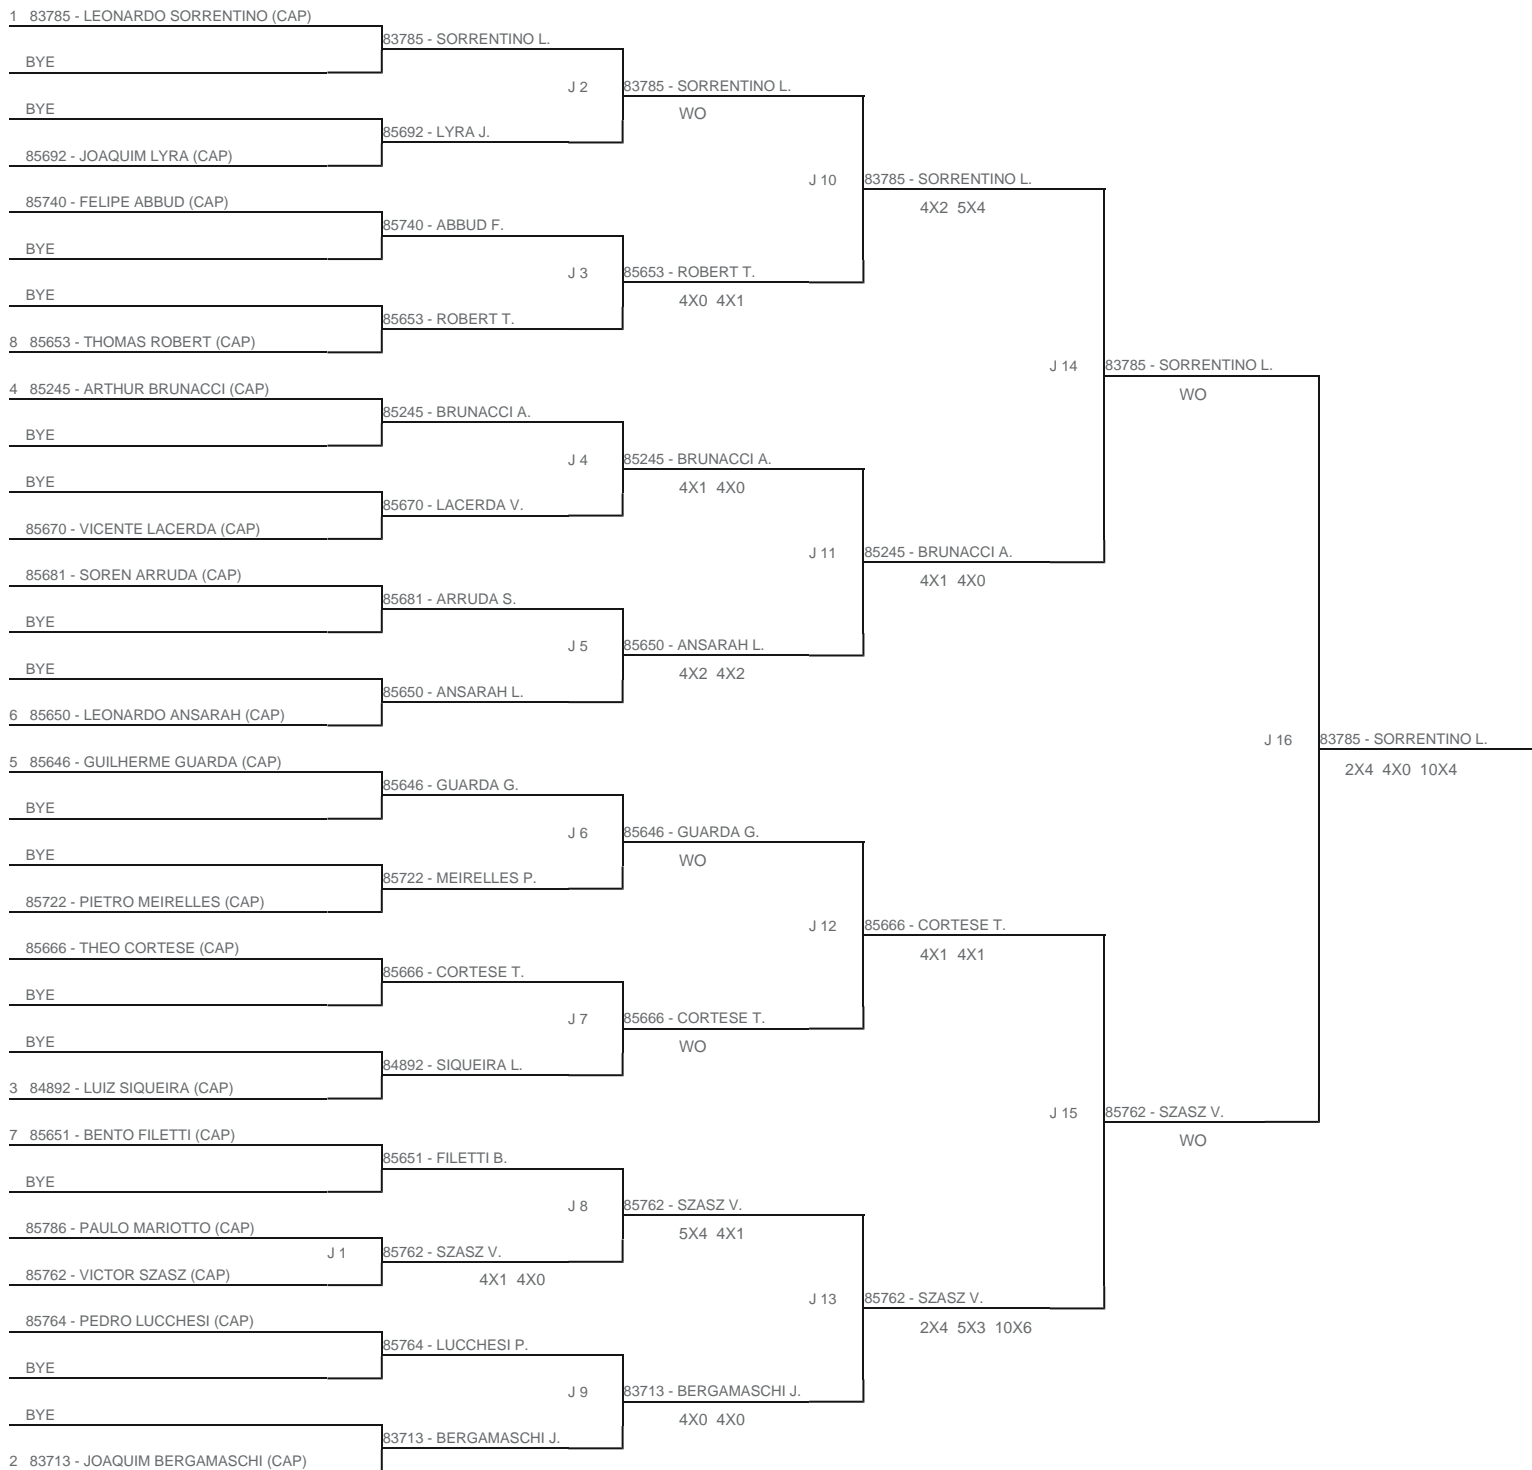 1 83785 - LEONARDO SORRENTINO (CAP)
83785 - SORRENTINO L.
BYE
J 2
83785 - SORRENTINO L.
WO
BYE
85692 - LYRA J.
85692 - JOAQUIM LYRA (CAP)
J 10
83785 - SORRENTINO L.
4X2 5X4
85740 - FELIPE ABBUD (CAP)
85740 - ABBUD F.
BYE
J 3
85653 - ROBERT T.
4X0 4X1
BYE
85653 - ROBERT T.
8 85653 - THOMAS ROBERT (CAP)
J 14
83785 - SORRENTINO L.
WO
4 85245 - ARTHUR BRUNACCI (CAP)
85245 - BRUNACCI A.
BYE
J 4
85245 - BRUNACCI A.
4X1 4X0
BYE
85670 - LACERDA V.
85670 - VICENTE LACERDA (CAP)
J 11
85245 - BRUNACCI A.
4X1 4X0
85681 - SOREN ARRUDA (CAP)
85681 - ARRUDA S.
BYE
J 5
85650 - ANSARAH L.
4X2 4X2
BYE
85650 - ANSARAH L.
6 85650 - LEONARDO ANSARAH (CAP)
J 16
83785 - SORRENTINO L.
2X4 4X0 10X4
5 85646 - GUILHERME GUARDA (CAP)
85646 - GUARDA G.
BYE
J 6
85646 - GUARDA G.
WO
BYE
85722 - MEIRELLES P.
85722 - PIETRO MEIRELLES (CAP)
J 12
85666 - CORTESE T.
4X1 4X1
85666 - THEO CORTESE (CAP)
85666 - CORTESE T.
BYE
J 7
85666 - CORTESE T.
WO
BYE
84892 - SIQUEIRA L.
3 84892 - LUIZ SIQUEIRA (CAP)
J 15
85762 - SZASZ V.
WO
7 85651 - BENTO FILETTI (CAP)
85651 - FILETTI B.
BYE
J 8
85762 - SZASZ V.
5X4 4X1
85786 - PAULO MARIOTTO (CAP)
J 1
85762 - SZASZ V.
4X1 4X0
85762 - VICTOR SZASZ (CAP)
J 13
85762 - SZASZ V.
2X4 5X3 10X6
85764 - PEDRO LUCCHESI (CAP)
85764 - LUCCHESI P.
BYE
J 9
83713 - BERGAMASCHI J.
4X0 4X0
BYE
83713 - BERGAMASCHI J.
2 83713 - JOAQUIM BERGAMASCHI (CAP)